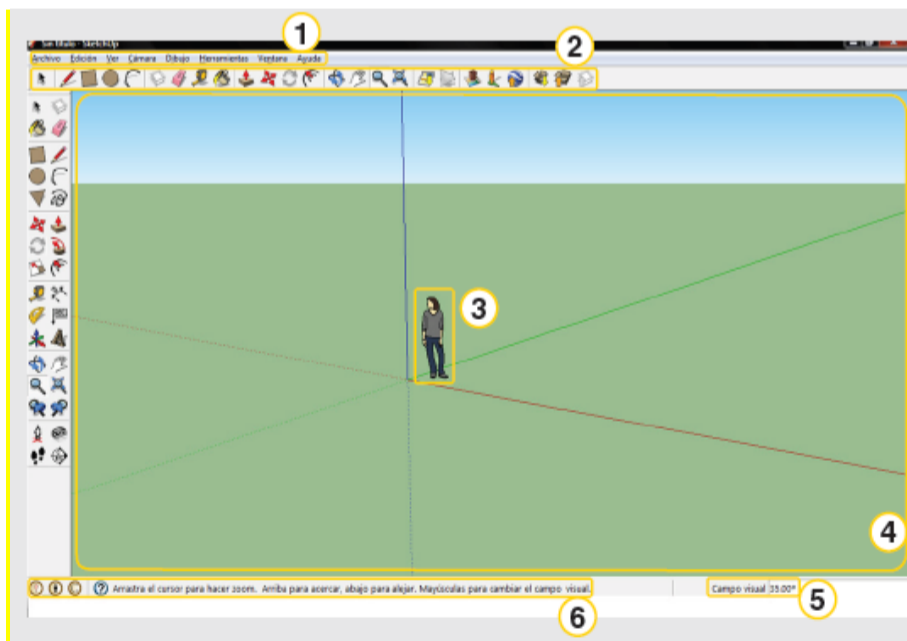 1
2
Sin título - SketchUp
Archivo Edición Ver Cámara Dibujo Herramientas Ventana Ayuda
3
4
Arrastra el cursor para hacer zoom. Arriba para acercar, abajo para alejar. Mayúsculas para cambiar el campo visual.
Campo visual 35.00°
5
6